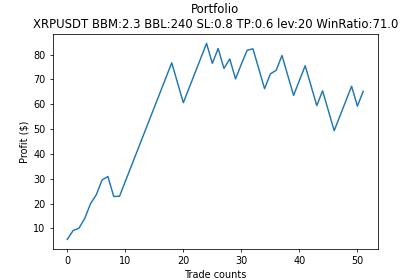 Portfolio
XRPUSDT BBM:2.3 BBL:240 SL:0.8 TP:0.6 lev:20 WinRatio:71.0
80
70
60
50
40
30
20
10
Profit ($)
0 10 20 30 40 50
Trade counts